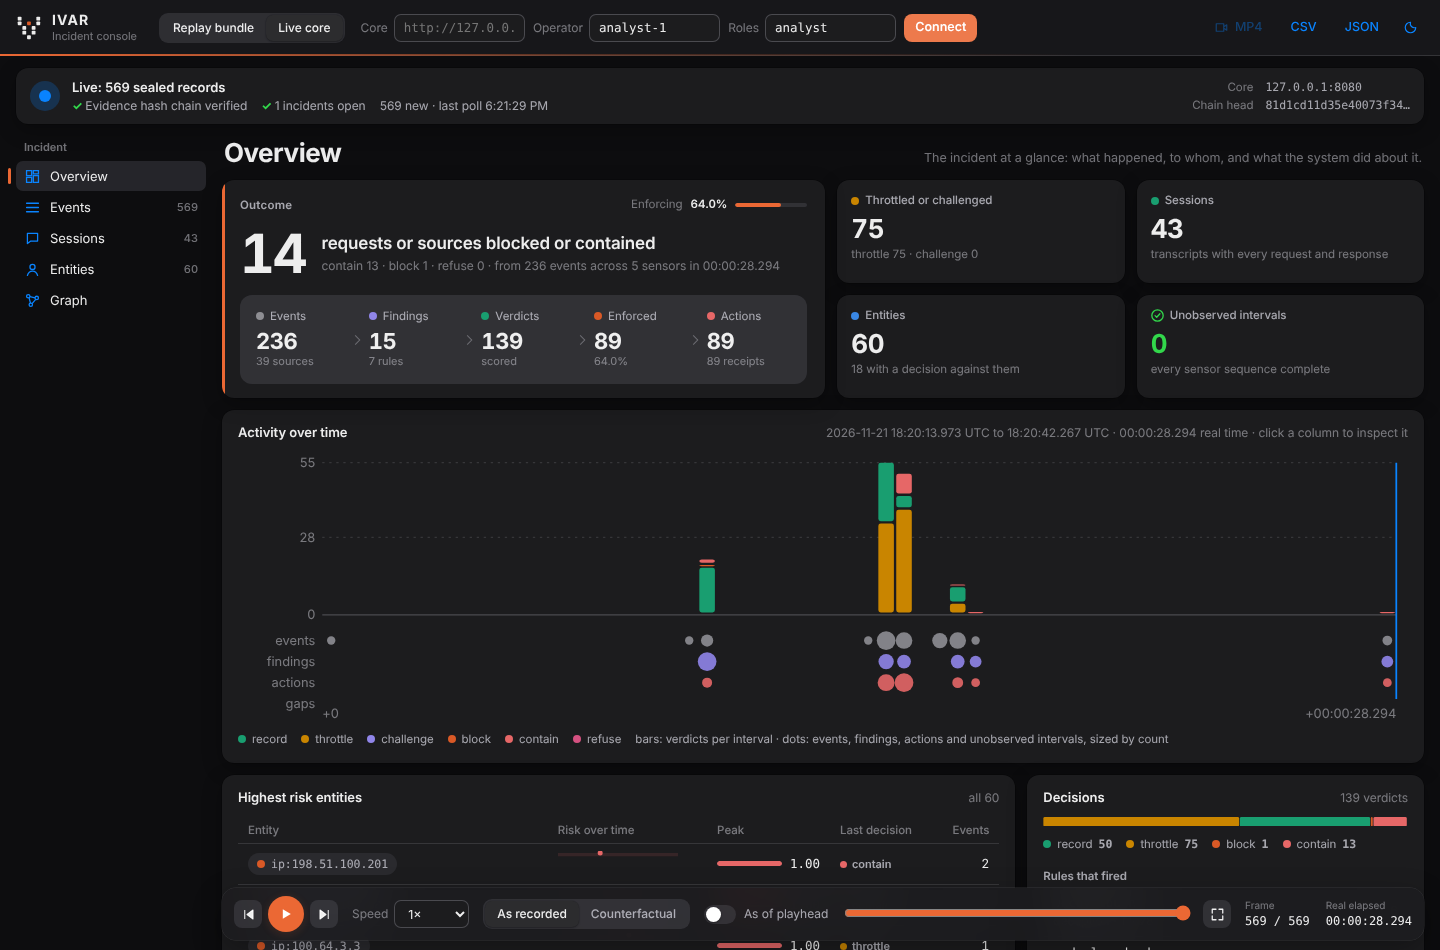 IVAR
Incident console
Replay bundle Live core
Core http://127.0.0.
Operator analyst-1
Roles analyst
Connect
MP4 CSV JSON
Live: 569 sealed records
Evidence hash chain verified 1 incidents open 569 new · last poll 6:21:29 PM
Core 127.0.0.1:8080
Chain head 81d1cd11d35e40073f34…
Incident
Overview
Events 569
Sessions 43
Entities 60
Graph
Overview
The incident at a glance: what happened, to whom, and what the system did about it.
Outcome
Enforcing 64.0%
14 requests or sources blocked or contained
contain 13 · block 1 · refuse 0 · from 236 events across 5 sensors in 00:00:28.294
Events Findings Verdicts Enforced Actions
236 15 139 89 89
39 sources 7 rules scored 64.0% 89 receipts
Throttled or challenged
75
throttle 75 · challenge 0
Sessions
43
transcripts with every request and response
Entities
60
18 with a decision against them
Unobserved intervals
0
every sensor sequence complete
Activity over time
2026-11-21 18:20:13.973 UTC to 18:20:42.267 UTC · 00:00:28.294 real time · click a column to inspect it
55
28
0
events
findings
actions
gaps
+0 +00:00:28.294
record throttle challenge block contain refuse bars: verdicts per interval · dots: events, findings, actions and unobserved intervals, sized by count
Highest risk entities all 60
Entity Risk over time Peak Last decision Events
ip:198.51.100.201 1.00 contain 2
ip:100.64.3.3 1.00 throttle 1
Decisions 139 verdicts
record 50 throttle 75 block 1 contain 13
Rules that fired
Speed 1×
As recorded Counterfactual
As of playhead
Frame
569 / 569
Real elapsed
00:00:28.294